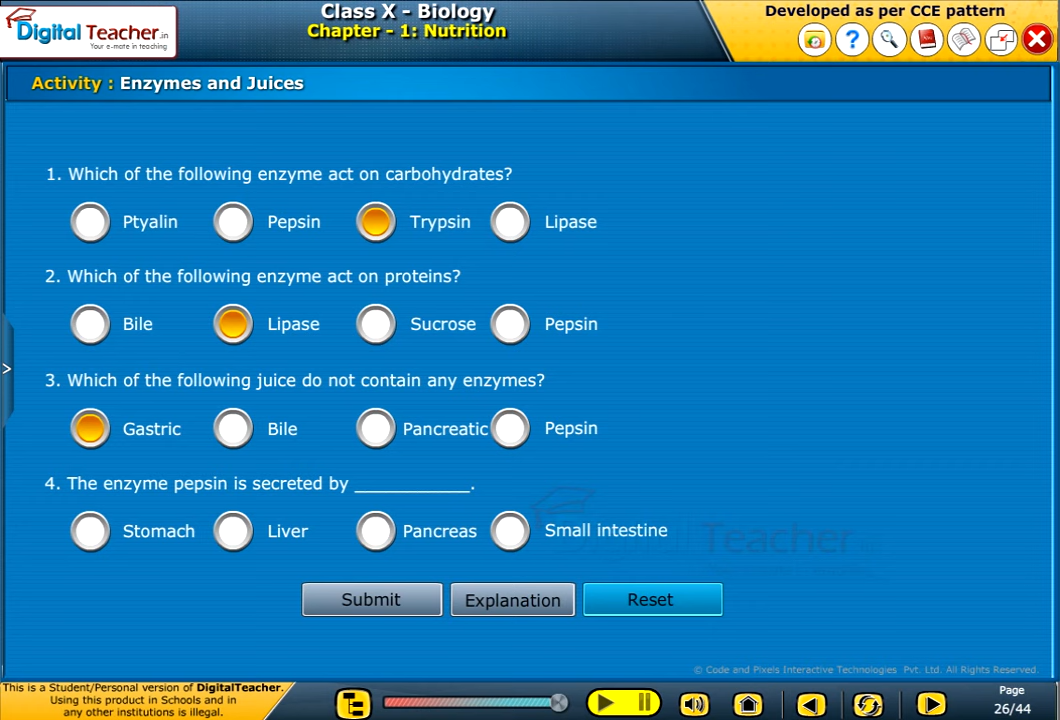 Digital Teacher.in
Your e-mate in teaching
Class X - Biology
Chapter - 1: Nutrition
Developed as per CCE pattern
?
Activity : Enzymes and Juices
1. Which of the following enzyme act on carbohydrates?
Ptyalin Pepsin Trypsin Lipase
2. Which of the following enzyme act on proteins?
Bile Lipase Sucrose Pepsin
>
3. Which of the following juice do not contain any enzymes?
Gastric Bile Pancreatic Pepsin
4. The enzyme pepsin is secreted by ___________.
Stomach Liver Pancreas Small intestine
Digital Teacher.in
Submit Explanation Reset
© Code and Pixels Interactive Technologies Pvt. Ltd. All Rights Reserved.
This is a Student/Personal version of DigitalTeacher.
Using this product in Schools and in
any other institutions is illegal.
Page
26/44